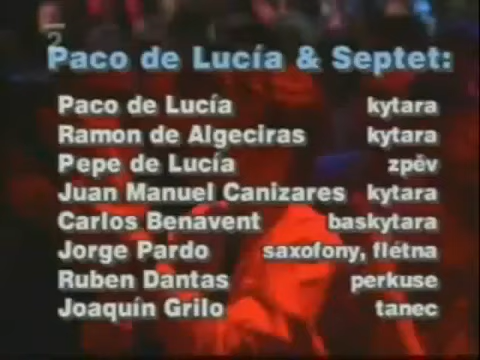 2
Paco de Lucía & Septet:
Paco de Lucía kytara
Ramon de Algeciras kytara
Pepe de Lucía zpěv
Juan Manuel Canizares kytara
Carlos Benavent baskytara
Jorge Pardo saxofony, flétna
Ruben Dantas perkuse
Joaquín Grilo tanec